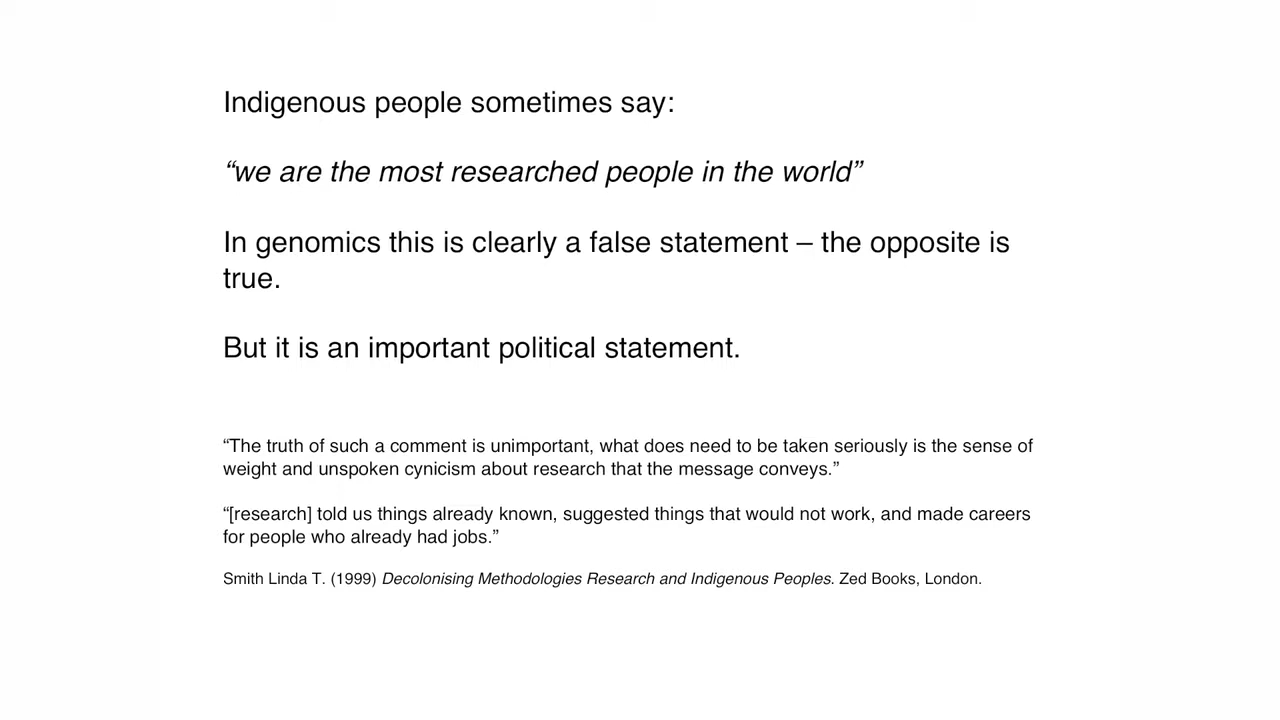 Indigenous people sometimes say:
“we are the most researched people in the world”
In genomics this is clearly a false statement – the opposite is
true.
But it is an important political statement.
“The truth of such a comment is unimportant, what does need to be taken seriously is the sense of
weight and unspoken cynicism about research that the message conveys.”
“[research] told us things already known, suggested things that would not work, and made careers
for people who already had jobs.”
Smith Linda T. (1999) Decolonising Methodologies Research and Indigenous Peoples. Zed Books, London.